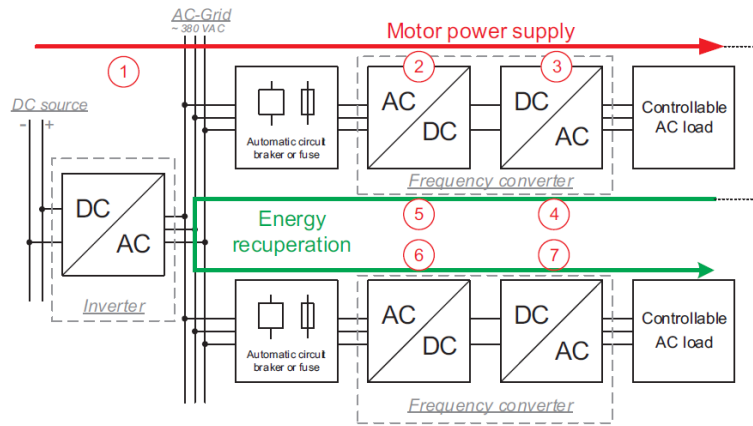 AC-Grid
~ 380 VAC
Motor power supply
1
2
3
DC source
- +
AC
DC
DC
AC
Automatic circuit
braker or fuse
Controllable
AC load
Frequency converter
DC
AC
Inverter
Energy
recuperation
5
4
6
7
AC
DC
DC
AC
Automatic circuit
braker or fuse
Controllable
AC load
Frequency converter